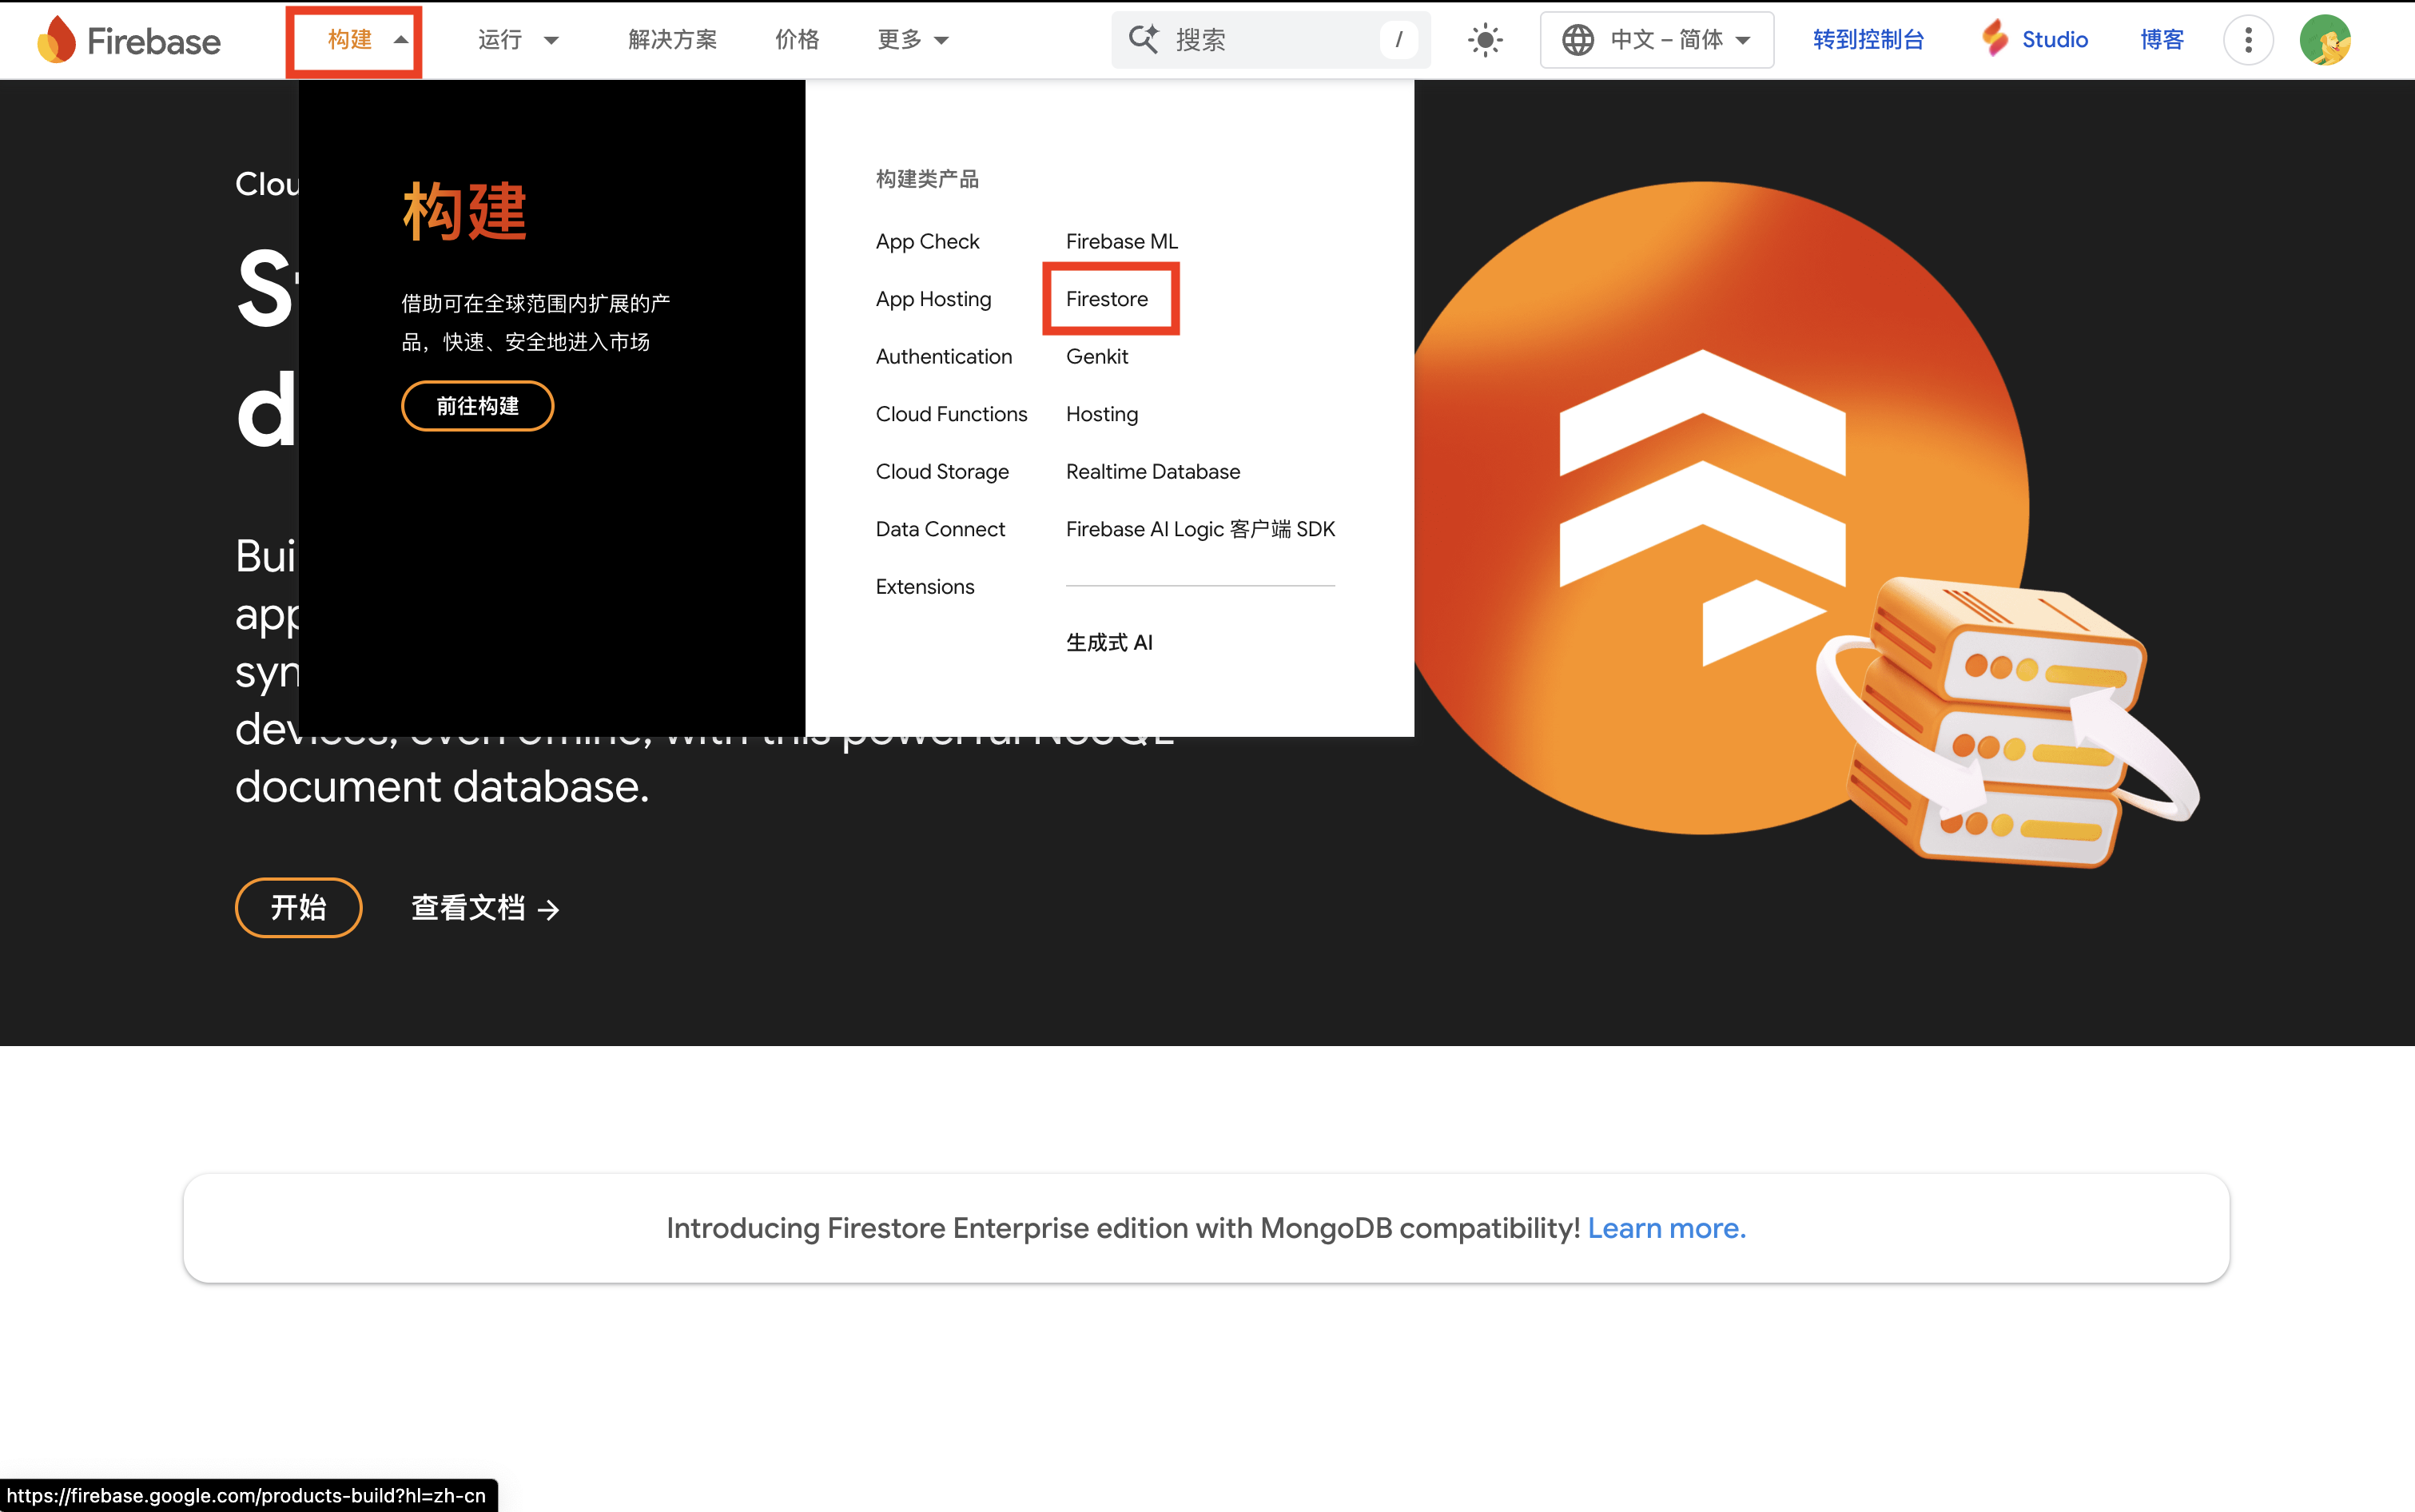 Firebase
构建
运行
解决方案
价格
更多
搜索
/
中文 – 简体
转到控制台
Studio
博客
构建
借助可在全球范围内扩展的产
品，快速、安全地进入市场
前往构建
构建类产品
App Check
App Hosting
Authentication
Cloud Functions
Cloud Storage
Data Connect
Extensions
Firebase ML
Firestore
Genkit
Hosting
Realtime Database
Firebase AI Logic 客户端 SDK
生成式 AI
document database.
开始
查看文档
Introducing Firestore Enterprise edition with MongoDB compatibility! Learn more.
https://firebase.google.com/products-build?hl=zh-cn